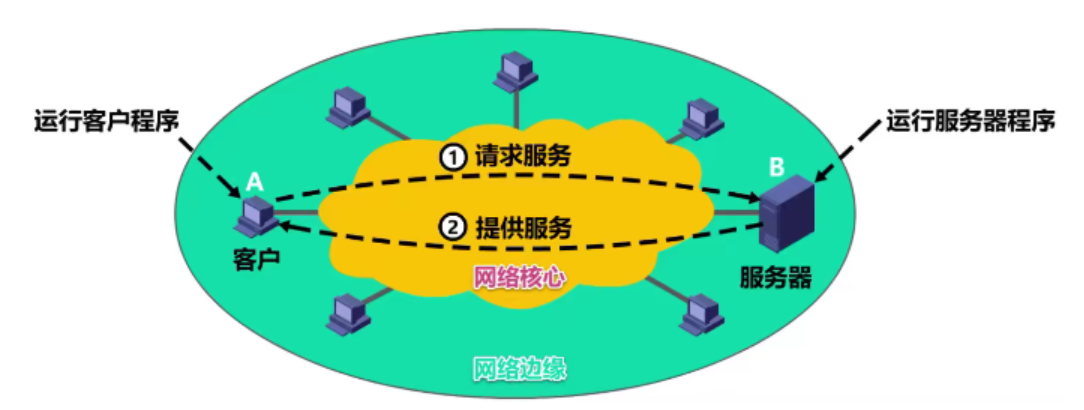 运行客户程序
运行服务器程序
① 请求服务
A
B
② 提供服务
客户
服务器
网络核心
网络边缘